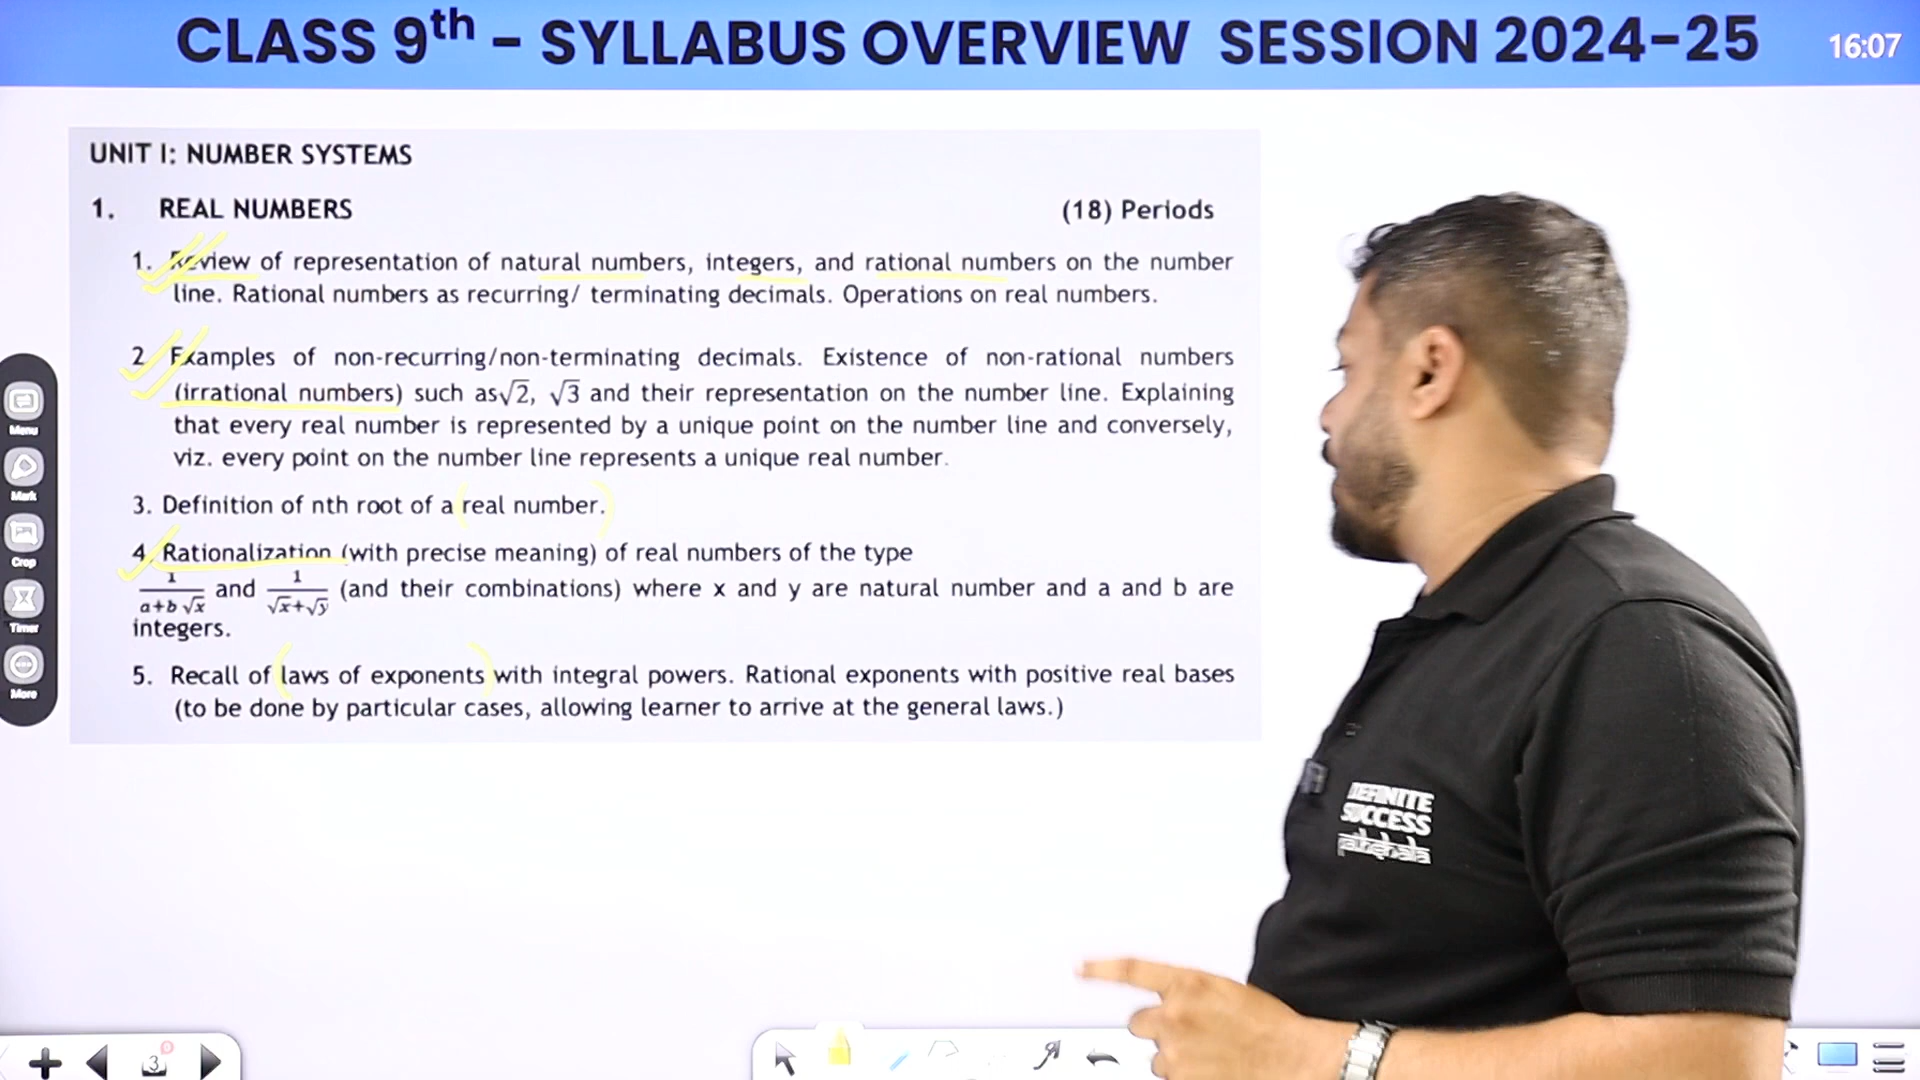 CLASS 9th - SYLLABUS OVERVIEW SESSION 2024-25
16:07
UNIT I: NUMBER SYSTEMS
1. REAL NUMBERS (18) Periods
1. Review of representation of natural numbers, integers, and rational numbers on the number
line. Rational numbers as recurring/ terminating decimals. Operations on real numbers.
2 Examples of non-recurring/non-terminating decimals. Existence of non-rational numbers
(irrational numbers) such as√2, √3 and their representation on the number line. Explaining
that every real number is represented by a unique point on the number line and conversely,
viz. every point on the number line represents a unique real number.
3. Definition of nth root of a real number.
4 Rationalization (with precise meaning) of real numbers of the type
1/(a+b√x) and 1/(√x+√y) (and their combinations) where x and y are natural number and a and b are
integers.
5. Recall of laws of exponents with integral powers. Rational exponents with positive real bases
(to be done by particular cases, allowing learner to arrive at the general laws.)
Menu
Mark
Crop
Timer
More
DEFINITE
SUCCESS
pathshala
3